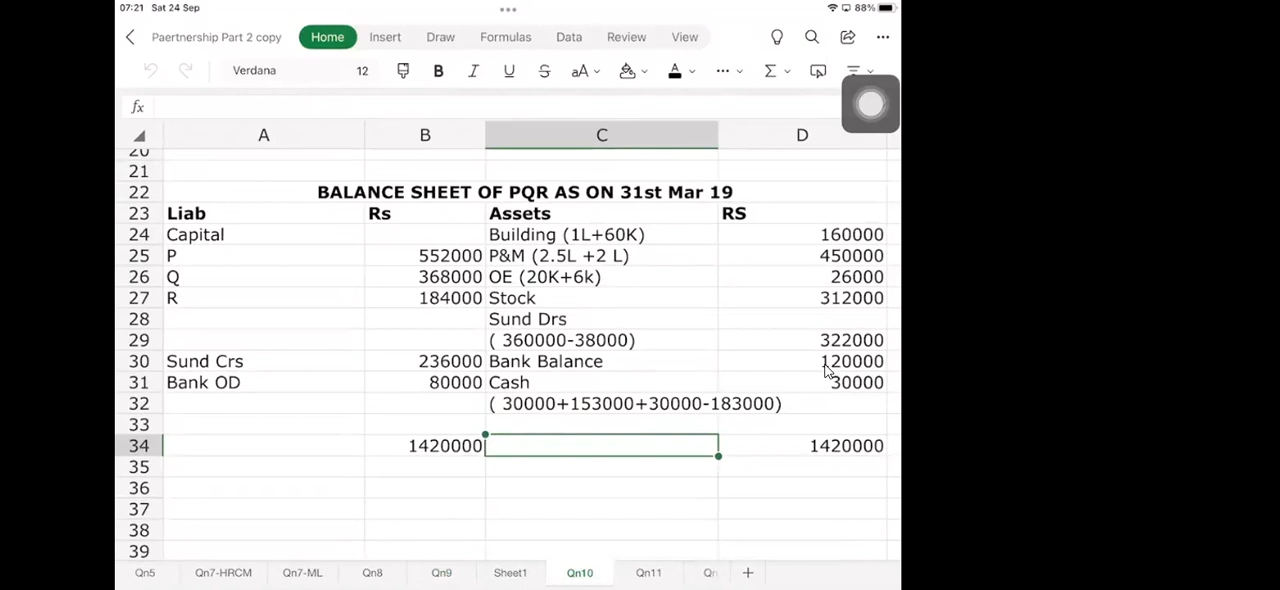 07:21 Sat 24 Sep
88%
Paertnership Part 2 copy Home Insert Draw Formulas Data Review View
Verdana 12 B I U S aA A Σ
fx
A B C D
20
21
22 BALANCE SHEET OF PQR AS ON 31st Mar 19
23 Liab Rs Assets RS
24 Capital Building (1L+60K) 160000
25 P 552000 P&M (2.5L +2 L) 450000
26 Q 368000 OE (20K+6k) 26000
27 R 184000 Stock 312000
28 Sund Drs
29 ( 360000-38000) 322000
30 Sund Crs 236000 Bank Balance 120000
31 Bank OD 80000 Cash 30000
32 ( 30000+153000+30000-183000)
33
34 1420000 1420000
35
36
37
38
39
Qn5 Qn7-HRCM Qn7-ML Qn8 Qn9 Sheet1 Qn10 Qn11 Qn +